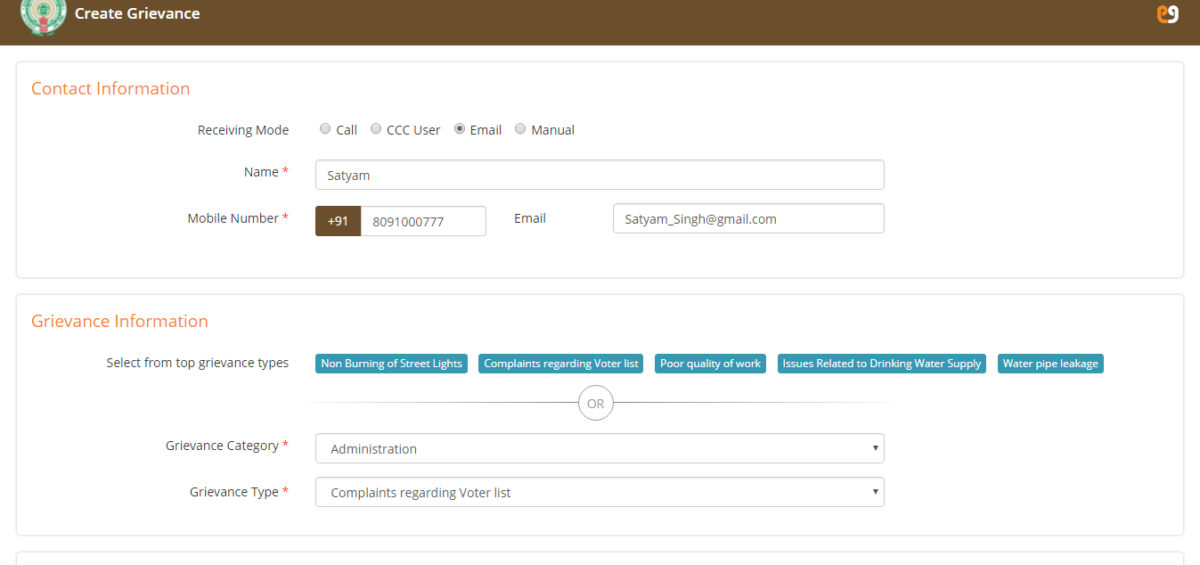 Create Grievance
Contact Information
Receiving Mode Call CCC User Email Manual
Name * Satyam
Mobile Number * +91 8091000777 Email Satyam_Singh@gmail.com
Grievance Information
Select from top grievance types Non Burning of Street Lights Complaints regarding Voter list Poor quality of work Issues Related to Drinking Water Supply Water pipe leakage
OR
Grievance Category * Administration
Grievance Type * Complaints regarding Voter list